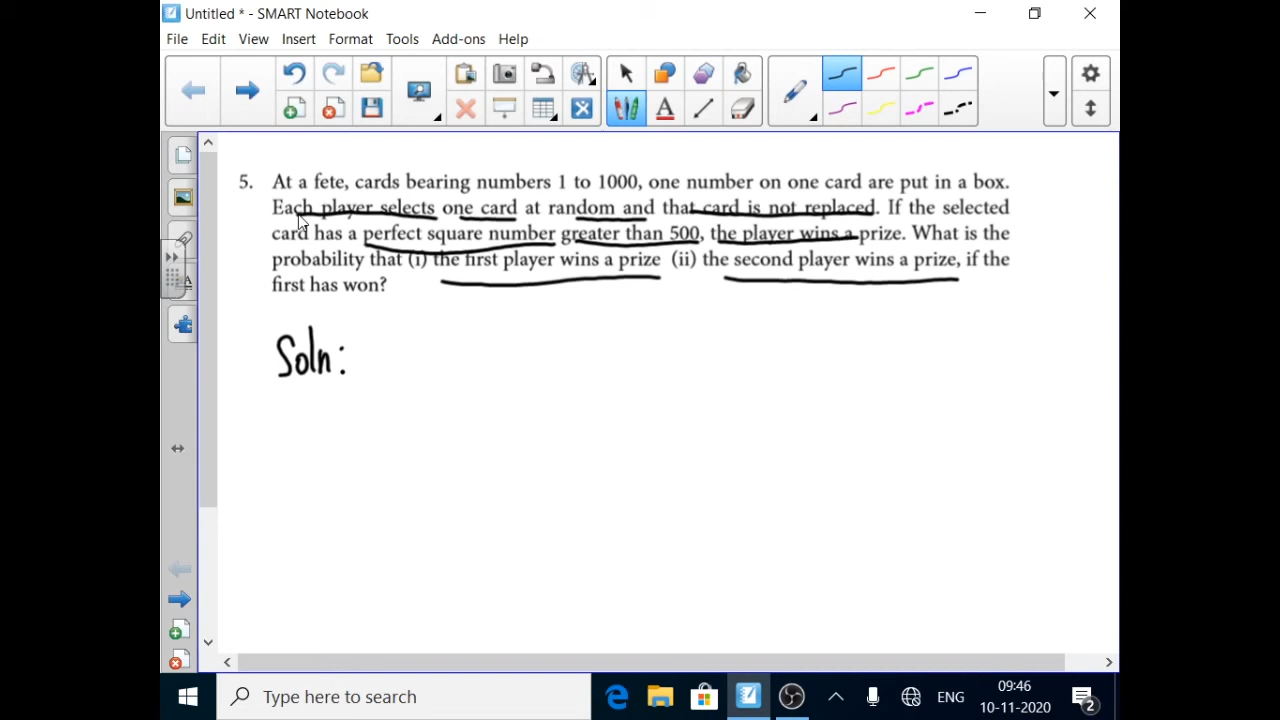 Untitled * - SMART Notebook
File Edit View Insert Format Tools Add-ons Help
5. At a fete, cards bearing numbers 1 to 1000, one number on one card are put in a box.
Each player selects one card at random and that card is not replaced. If the selected
card has a perfect square number greater than 500, the player wins a prize. What is the
probability that (i) the first player wins a prize (ii) the second player wins a prize, if the
first has won?
Soln:
Type here to search
ENG
09:46
10-11-2020
2